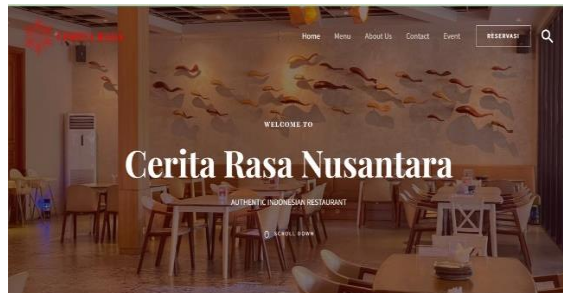 Home Menu About Us Contact Event RESERVASI
WELCOME TO
Cerita Rasa Nusantara
AUTHENTIC INDONESIAN RESTAURANT
SCROLL DOWN